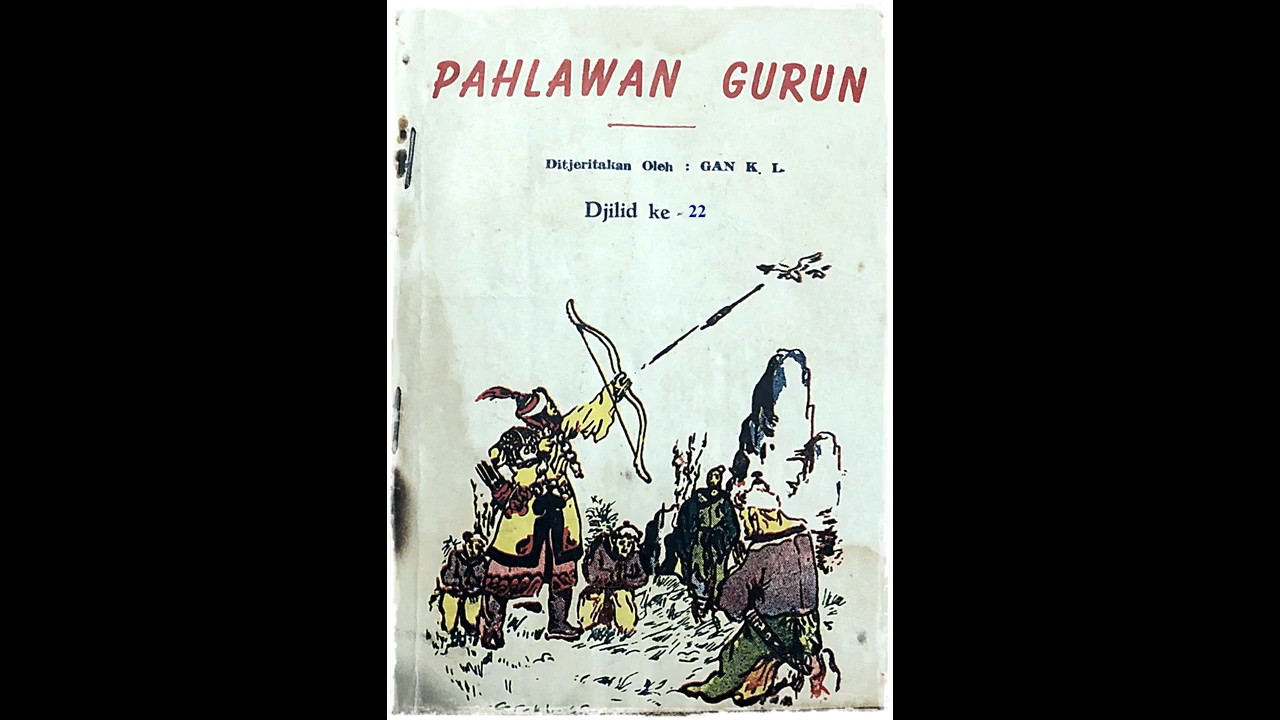 PAHLAWAN GURUN
Ditjeritakan Oleh : GAN K. L.
Djilid ke - 22